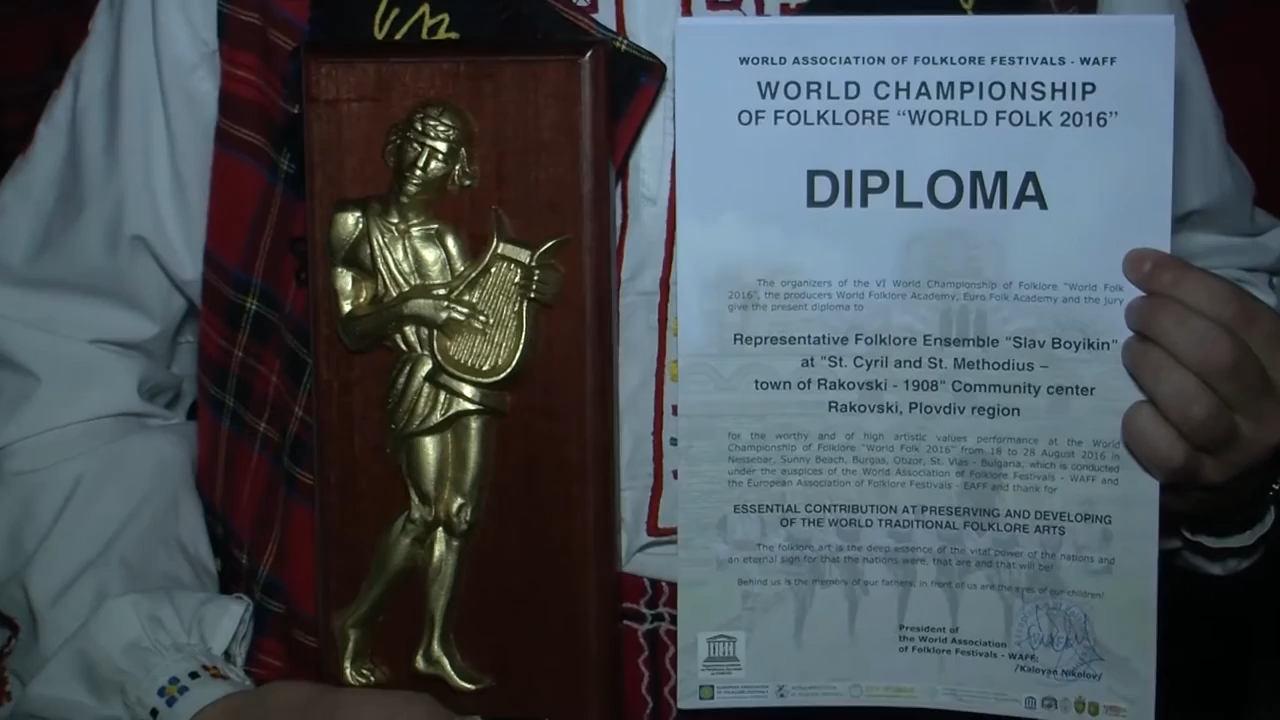 WORLD ASSOCIATION OF FOLKLORE FESTIVALS - WAFF
WORLD CHAMPIONSHIP
OF FOLKLORE “WORLD FOLK 2016”
DIPLOMA
The organizers of the VI World Championship of Folklore "World Folk
2016", the producers World Folklore Academy, Euro Folk Academy and the jury
give the present diploma to
Representative Folklore Ensemble "Slav Boyikin"
at "St. Cyril and St. Methodius –
town of Rakovski - 1908" Community center
Rakovski, Plovdiv region
for the worthy and of high artistic values performance at the World
Championship of Folklore "World Folk 2016" from 18 to 28 August 2016 in
Nessebar, Sunny Beach, Burgas, Obzor, St. Vlas - Bulgaria, which is conducted
under the auspices of the World Association of Folklore Festivals - WAFF and
the European Association of Folklore Festivals - EAFF and thank for
ESSENTIAL CONTRIBUTION AT PRESERVING AND DEVELOPING
OF THE WORLD TRADITIONAL FOLKLORE ARTS
The folklore art is the deep essence of the vital power of the nations and
an eternal sign for that the nations were, that are and that will be!
Behind us is the memory of our fathers, in front of us are the eyes of our children!
President of
the World Association
of Folklore Festivals - WAFF:
/Kaloyan Nikolov/
EUROPEAN ASSOCIATION
OF FOLKLORE FESTIVALS